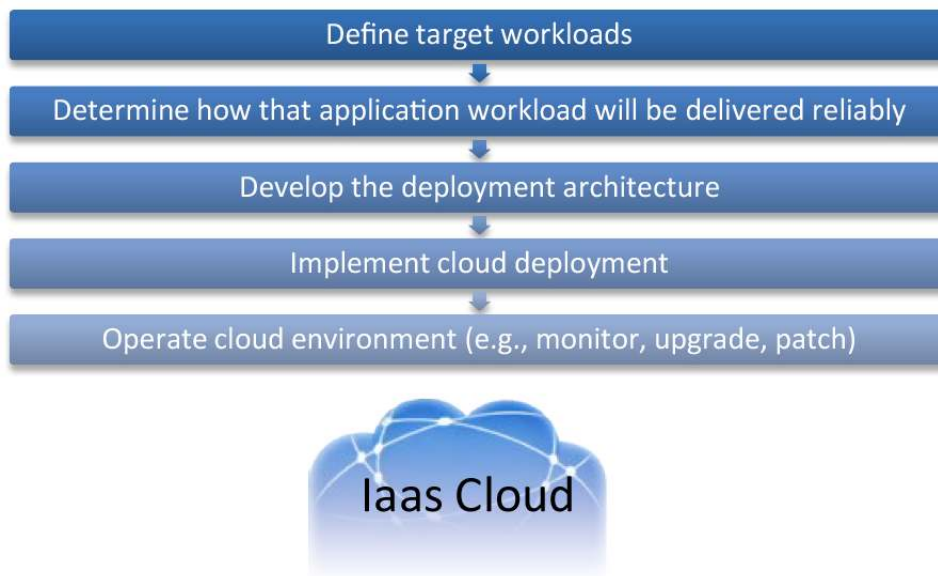 Define target workloads
Determine how that application workload will be delivered reliably
Develop the deployment architecture
Implement cloud deployment
Operate cloud environment (e.g., monitor, upgrade, patch)
Iaas Cloud